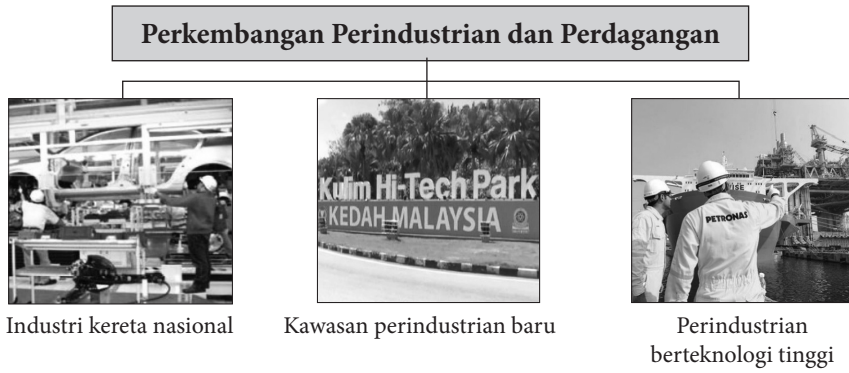 Perkembangan Perindustrian dan Perdagangan
Kulim Hi-Tech Park
KEDAH MALAYSIA
PETRONAS
Industri kereta nasional
Kawasan perindustrian baru
Perindustrian
berteknologi tinggi